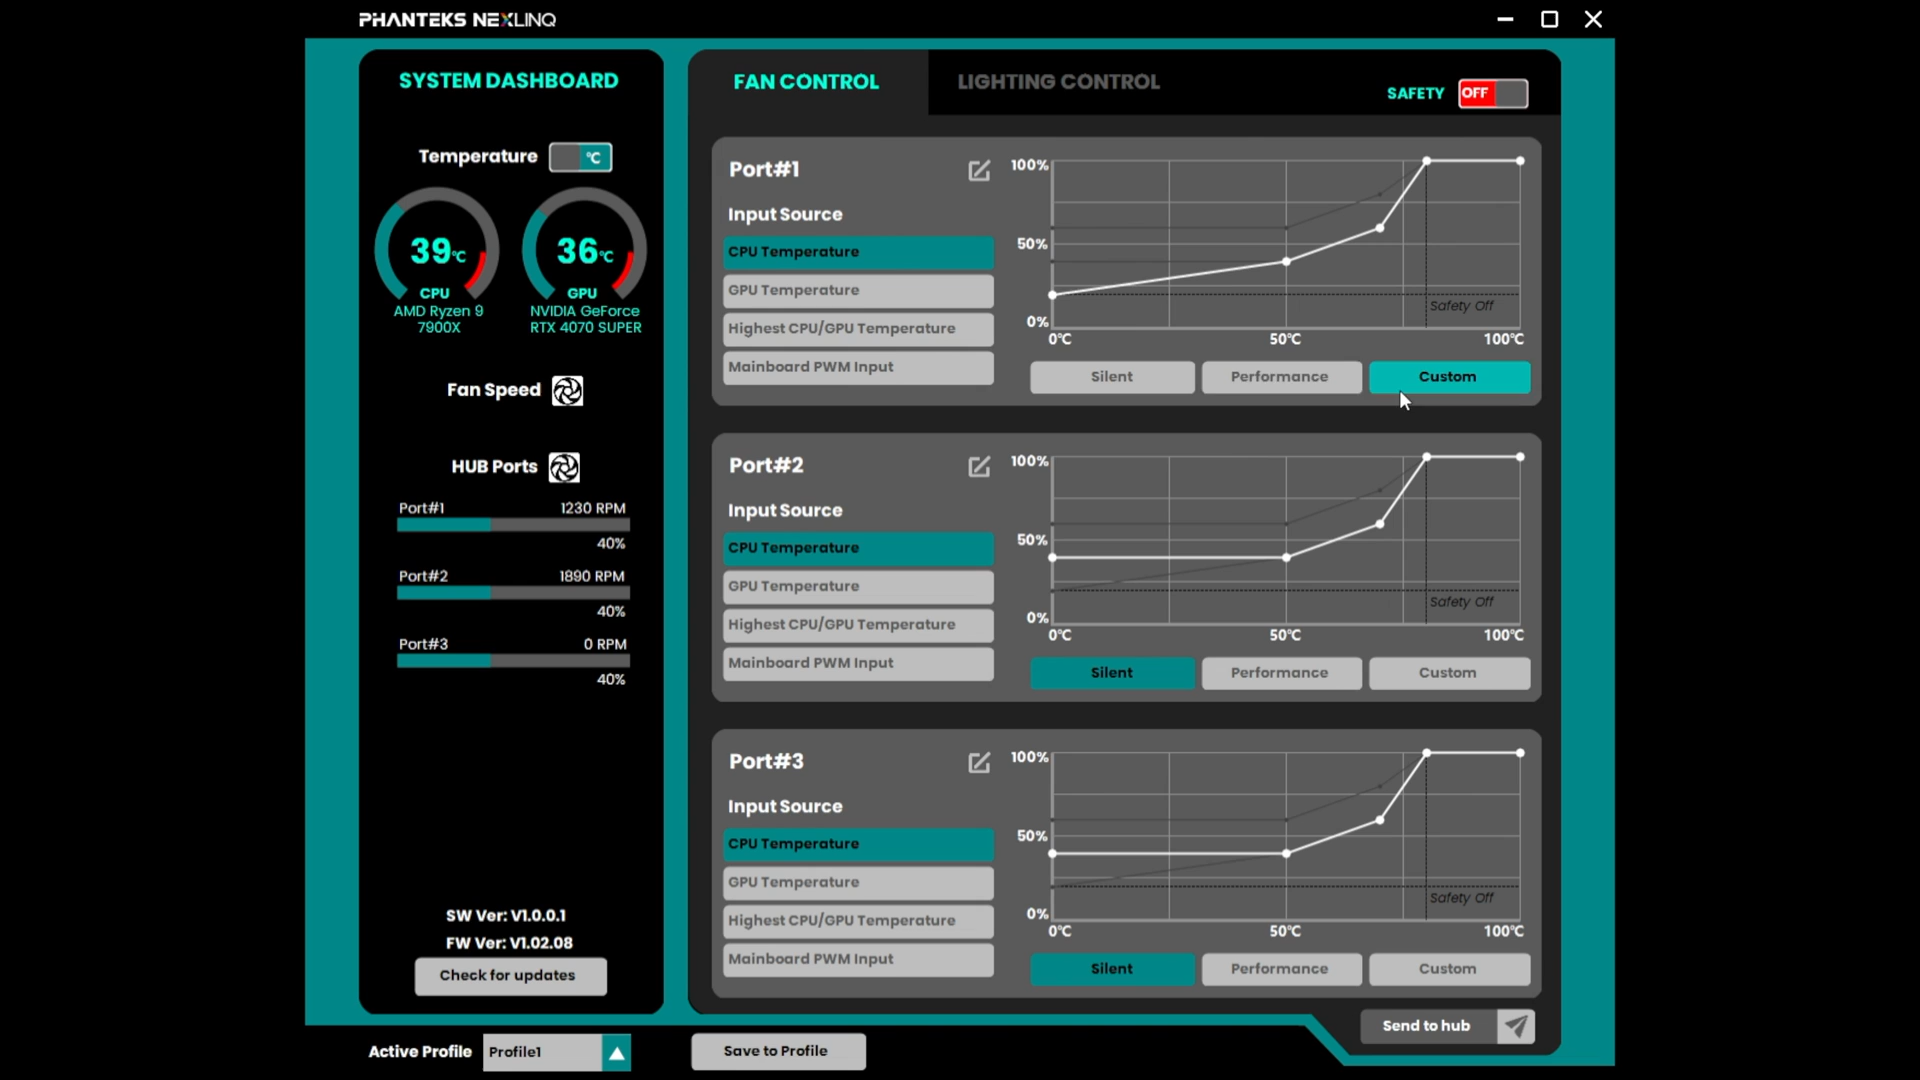 PHANTEKS NEXLINQ
SYSTEM DASHBOARD
Temperature °C
39°C
CPU
AMD Ryzen 9
7900X
36°C
GPU
NVIDIA GeForce
RTX 4070 SUPER
Fan Speed
HUB Ports
Port#1 1230 RPM
40%
Port#2 1890 RPM
40%
Port#3 0 RPM
40%
SW Ver: V1.0.0.1
FW Ver: V1.02.08
Check for updates
FAN CONTROL
LIGHTING CONTROL
SAFETY OFF
Port#1
Input Source
CPU Temperature
GPU Temperature
Highest CPU/GPU Temperature
Mainboard PWM Input
100%
50%
0%
Safety Off
0°C 50°C 100°C
Silent Performance Custom
Port#2
Input Source
CPU Temperature
GPU Temperature
Highest CPU/GPU Temperature
Mainboard PWM Input
100%
50%
0%
Safety Off
0°C 50°C 100°C
Silent Performance Custom
Port#3
Input Source
CPU Temperature
GPU Temperature
Highest CPU/GPU Temperature
Mainboard PWM Input
100%
50%
0%
Safety Off
0°C 50°C 100°C
Silent Performance Custom
Send to hub
Active Profile Profile1
Save to Profile